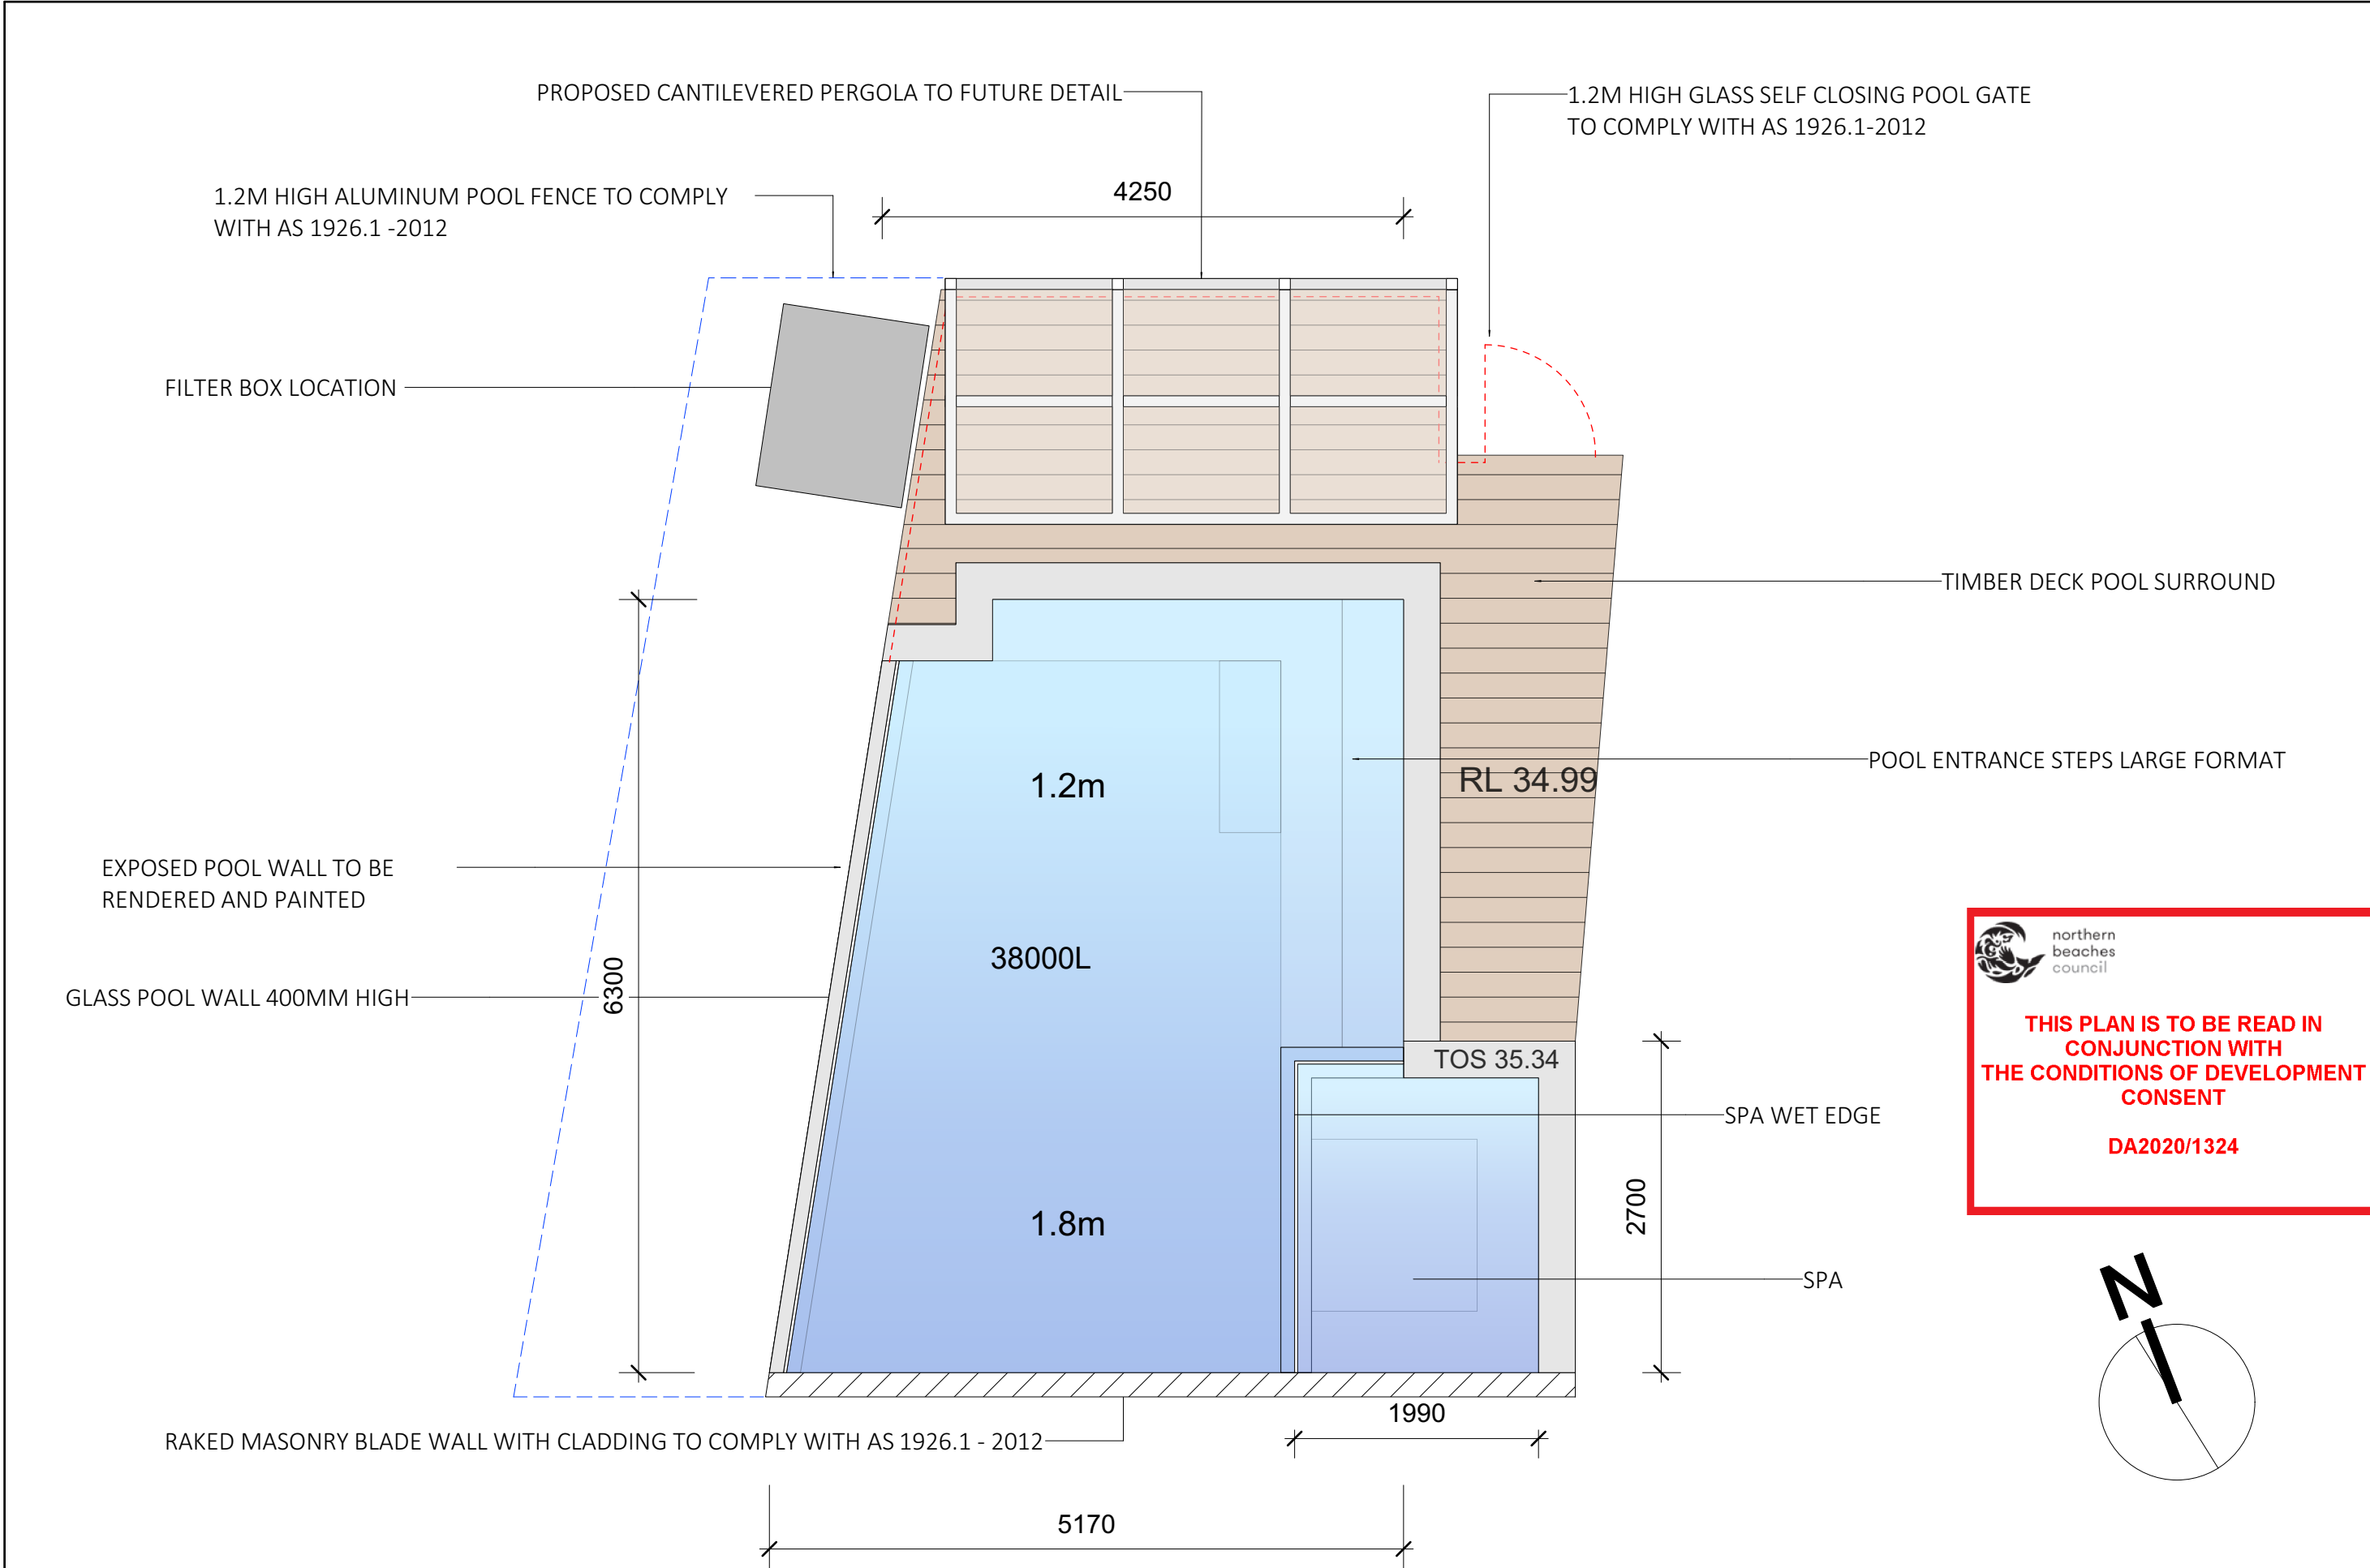 PROPOSED CANTILEVERED PERGOLA TO FUTURE DETAIL
1.2M HIGH GLASS SELF CLOSING POOL GATE
TO COMPLY WITH AS 1926.1-2012
1.2M HIGH ALUMINUM POOL FENCE TO COMPLY
WITH AS 1926.1 -2012
4250
FILTER BOX LOCATION
TIMBER DECK POOL SURROUND
POOL ENTRANCE STEPS LARGE FORMAT
1.2m
RL 34.99
EXPOSED POOL WALL TO BE
RENDERED AND PAINTED
38000L
6300
GLASS POOL WALL 400MM HIGH
northern
beaches
council
THIS PLAN IS TO BE READ IN
CONJUNCTION WITH
THE CONDITIONS OF DEVELOPMENT
CONSENT
DA2020/1324
TOS 35.34
SPA WET EDGE
1.8m
2700
SPA
N
1990
RAKED MASONRY BLADE WALL WITH CLADDING TO COMPLY WITH AS 1926.1 - 2012
5170